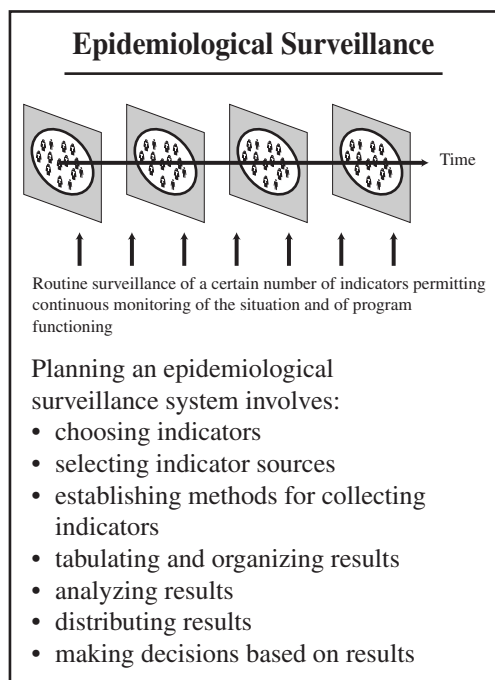 Epidemiological Surveillance
Time
Routine surveillance of a certain number of indicators permitting
continuous monitoring of the situation and of program
functioning
Planning an epidemiological
surveillance system involves:
• choosing indicators
• selecting indicator sources
• establishing methods for collecting
indicators
• tabulating and organizing results
• analyzing results
• distributing results
• making decisions based on results